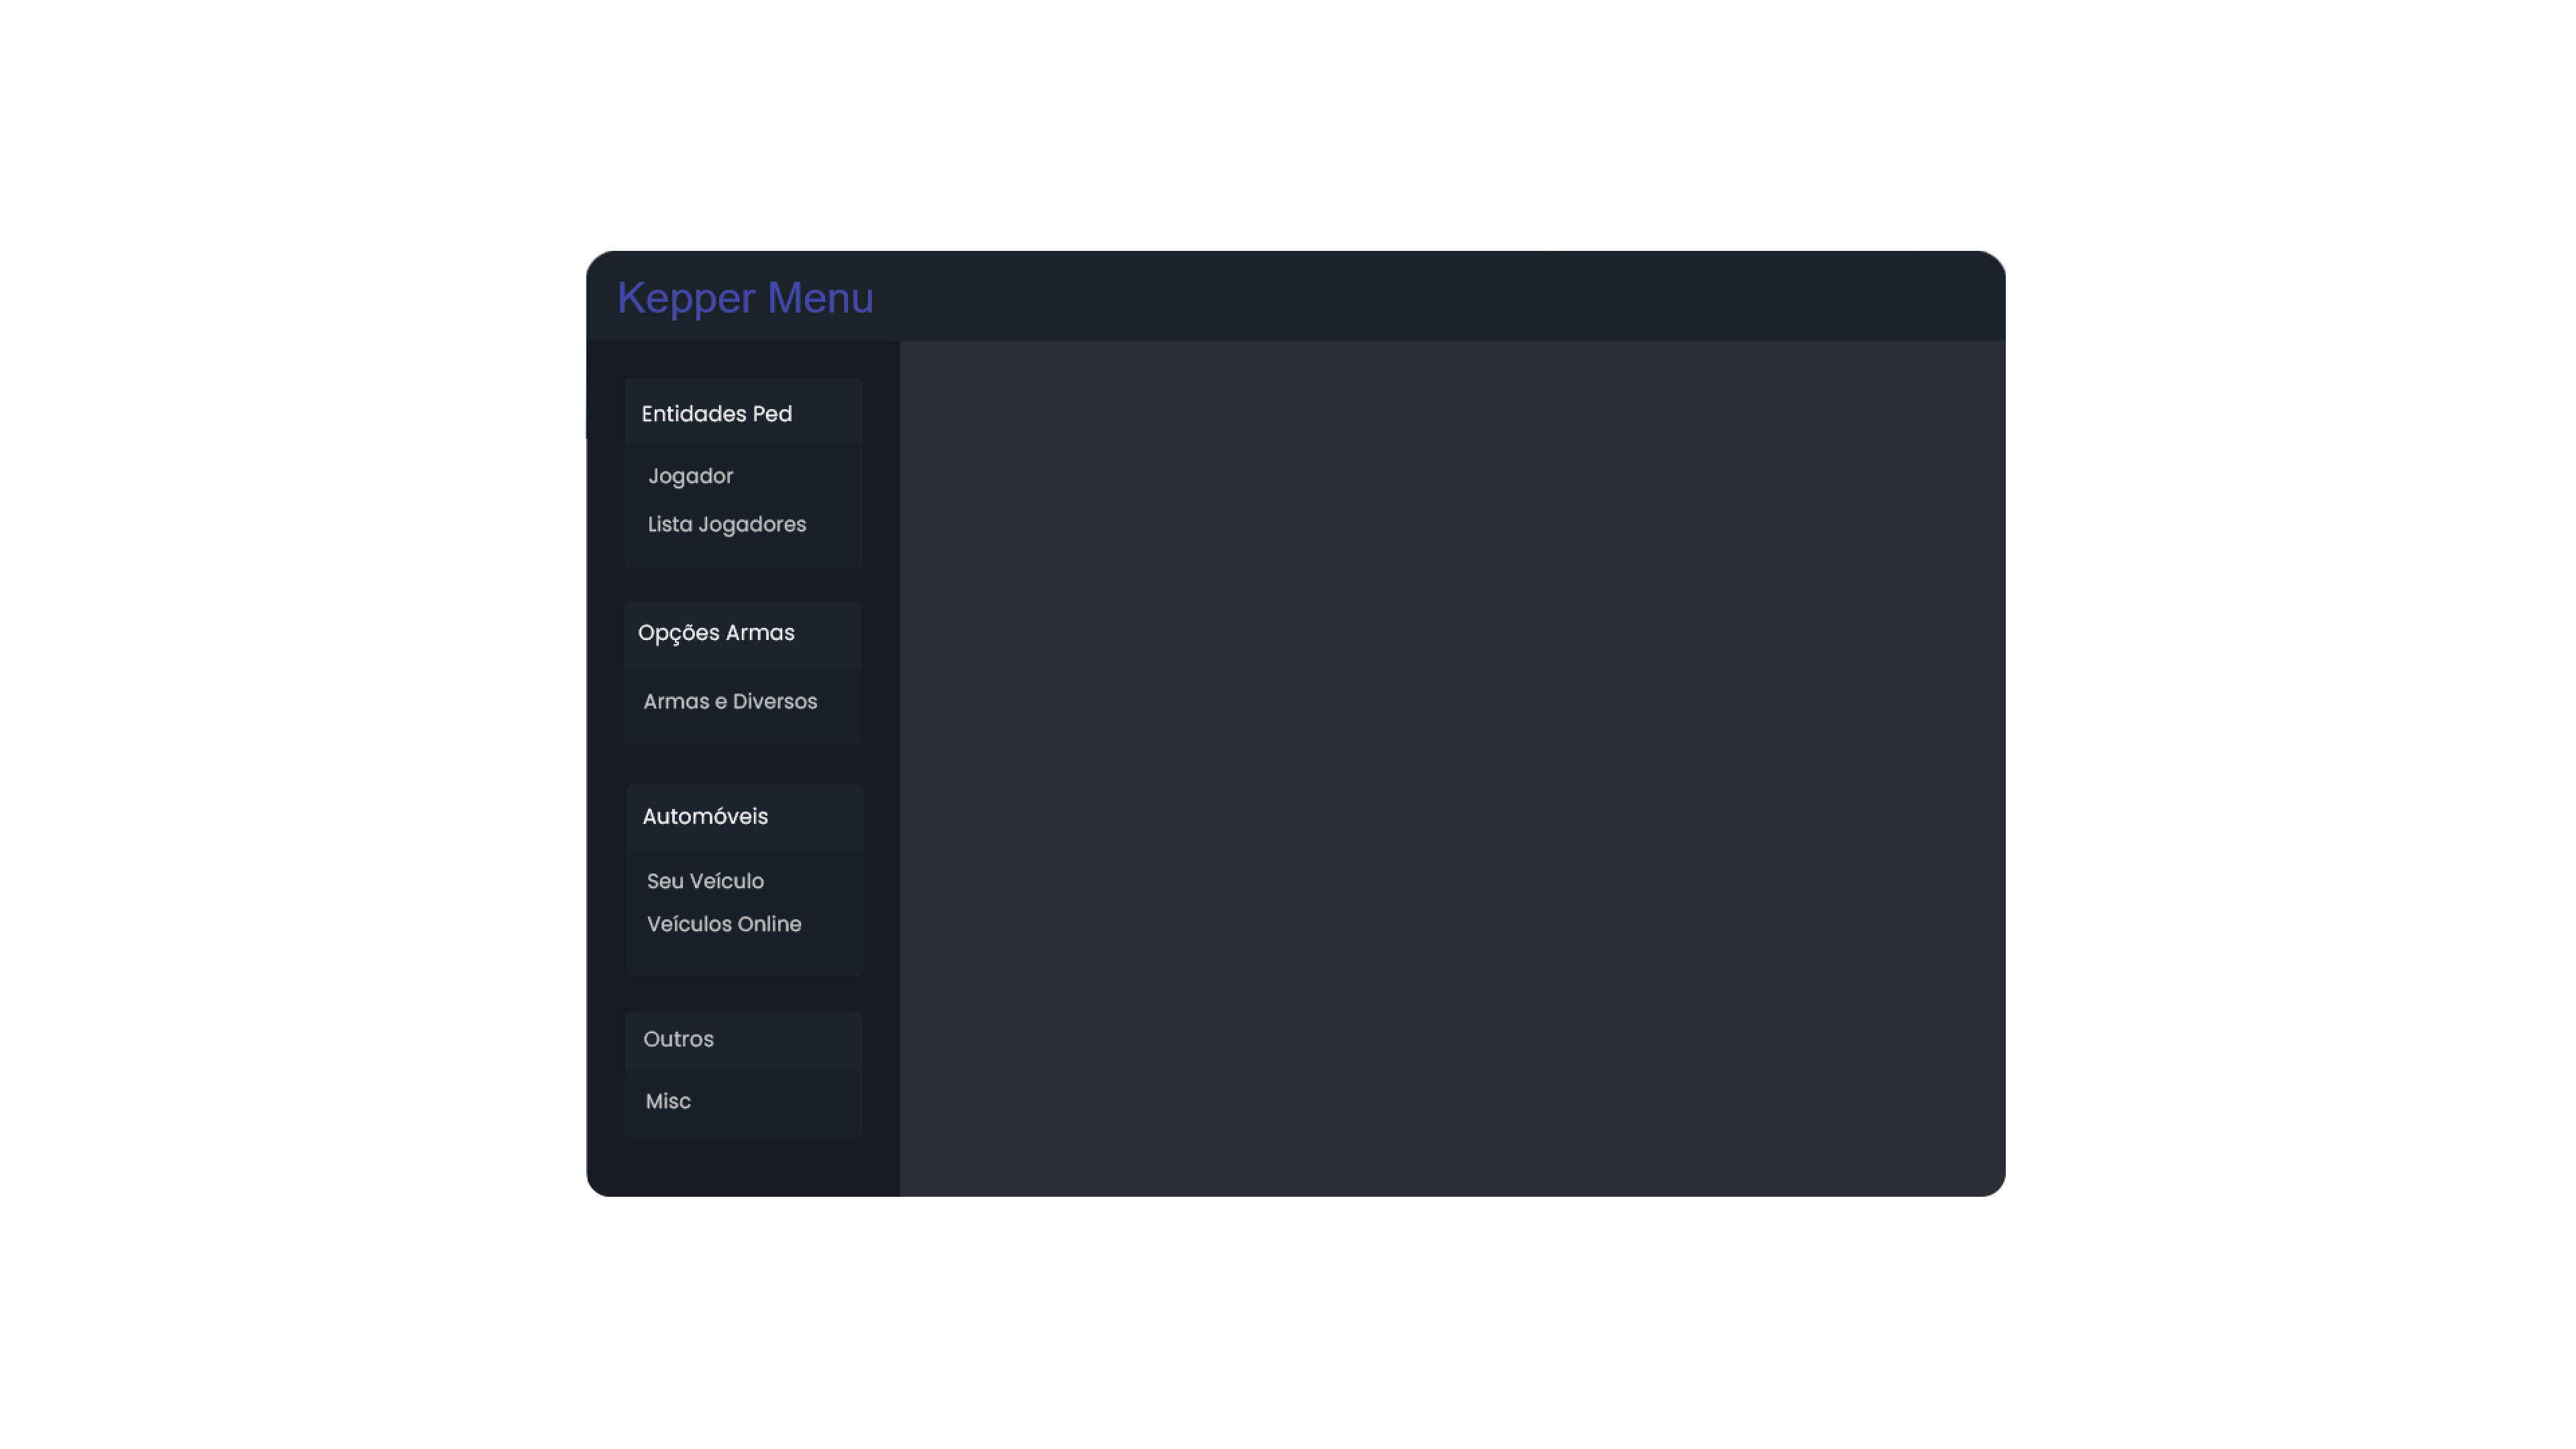 Kepper Menu
Entidades Ped
Jogador
Lista Jogadores
Opções Armas
Armas e Diversos
Automóveis
Seu Veículo
Veículos Online
Outros
Misc